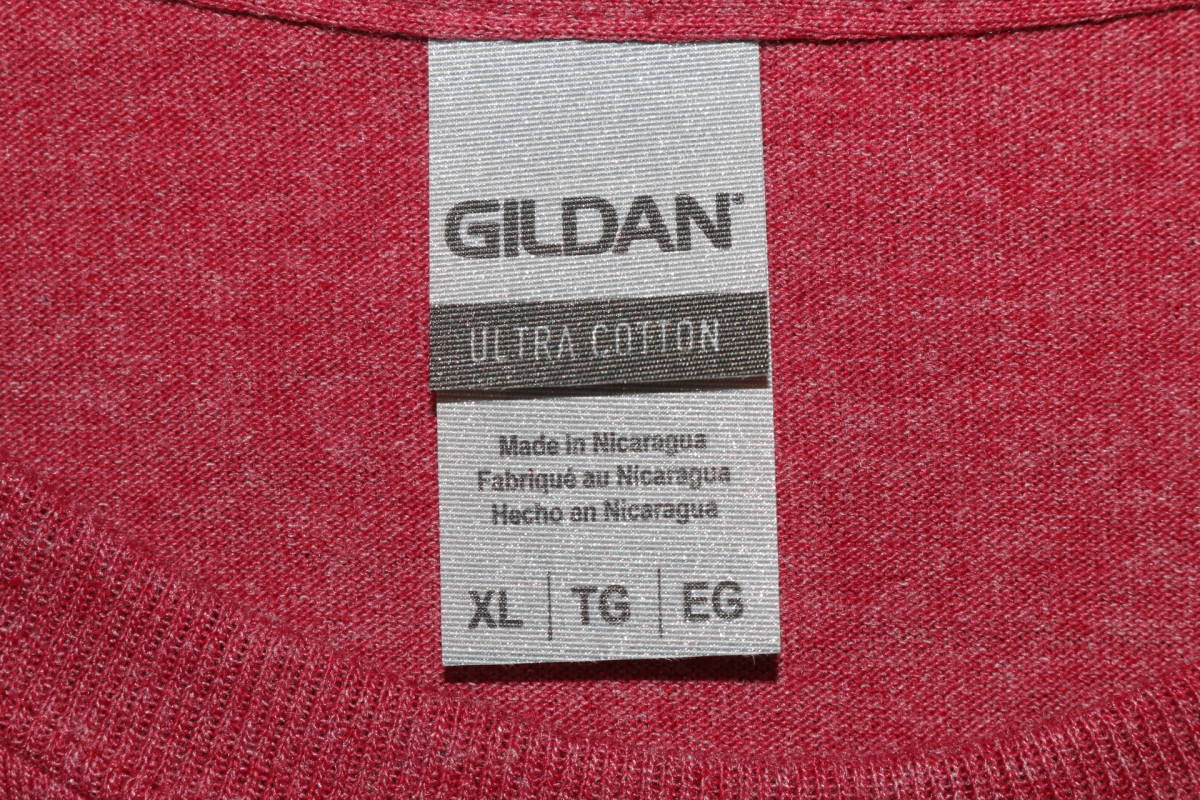 GILDAN®
ULTRA COTTON
Made in Nicaragua
Fabriqué au Nicaragua
Hecho en Nicaragua
XL | TG | EG